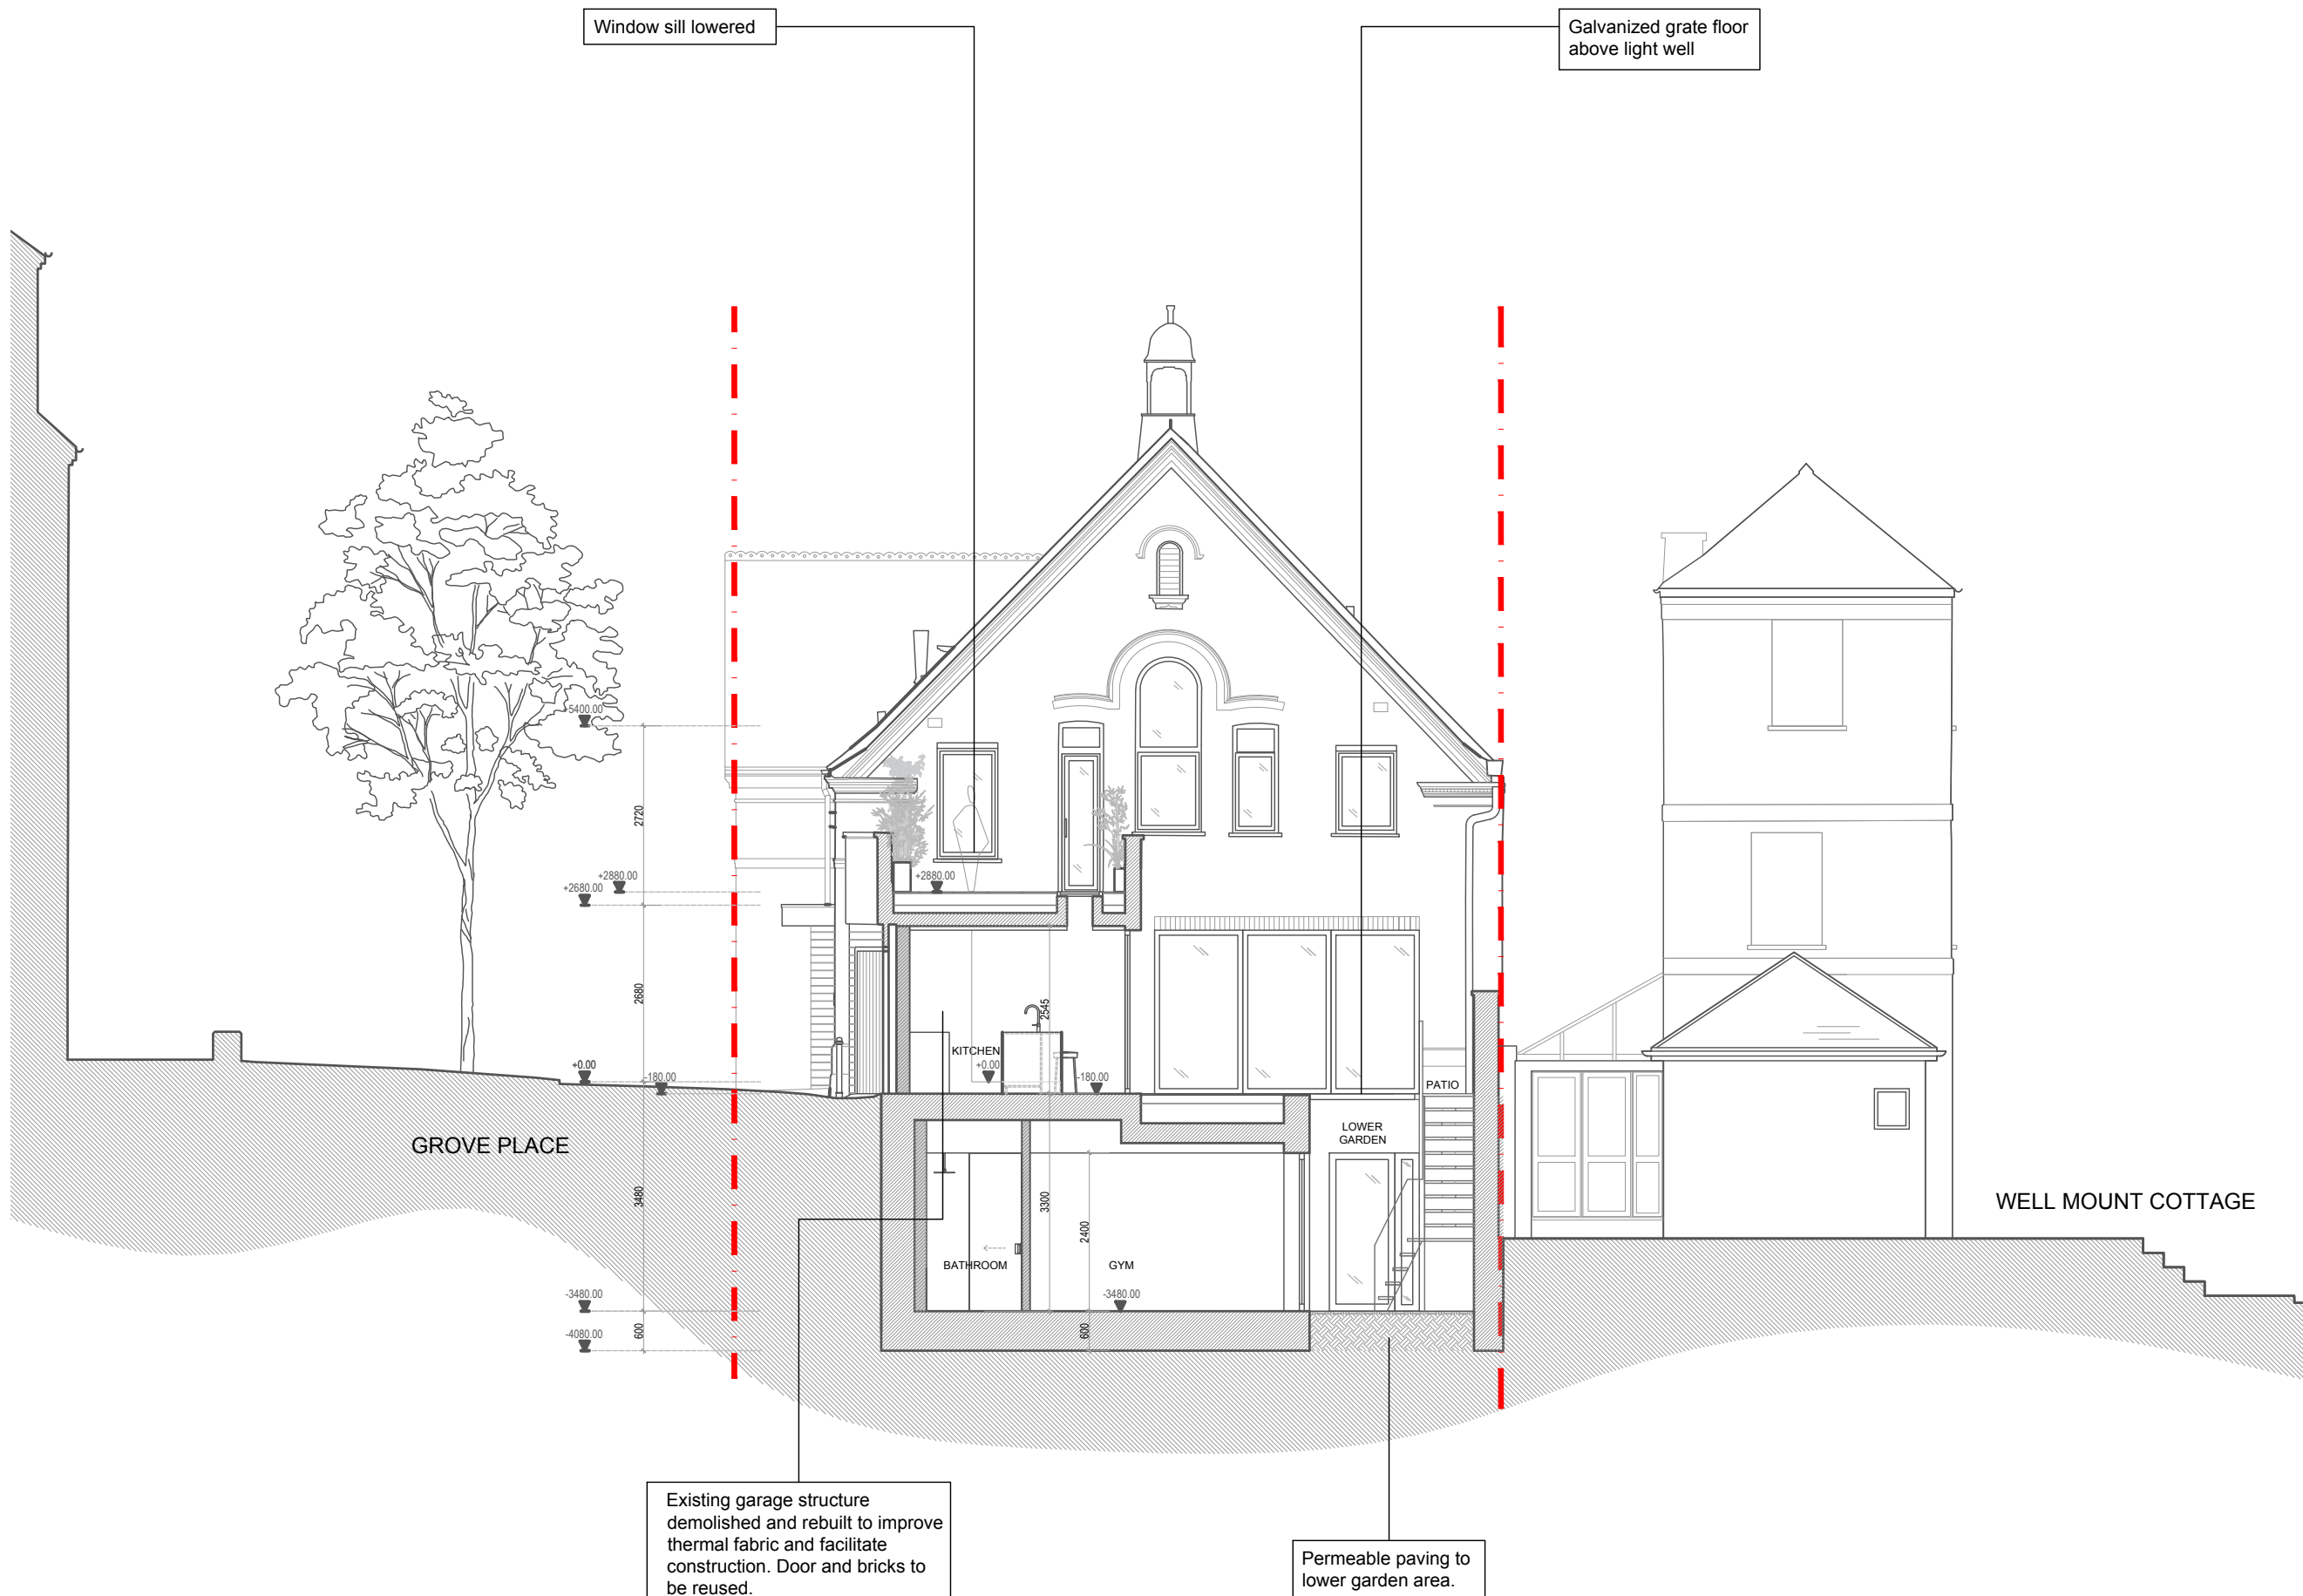 Window sill lowered
Galvanized grate floor
above light well
+5400.00
2720
+2880.00
+2680.00
+2880.00
2680
2545
KITCHEN
+0.00
+0.00
-180.00
-180.00
PATIO
GROVE PLACE
LOWER
GARDEN
3480
3300
2400
WELL MOUNT COTTAGE
BATHROOM
GYM
-3480.00
-3480.00
600
600
-4080.00
Existing garage structure
demolished and rebuilt to improve
thermal fabric and facilitate
construction. Door and bricks to
be reused.
Permeable paving to
lower garden area.